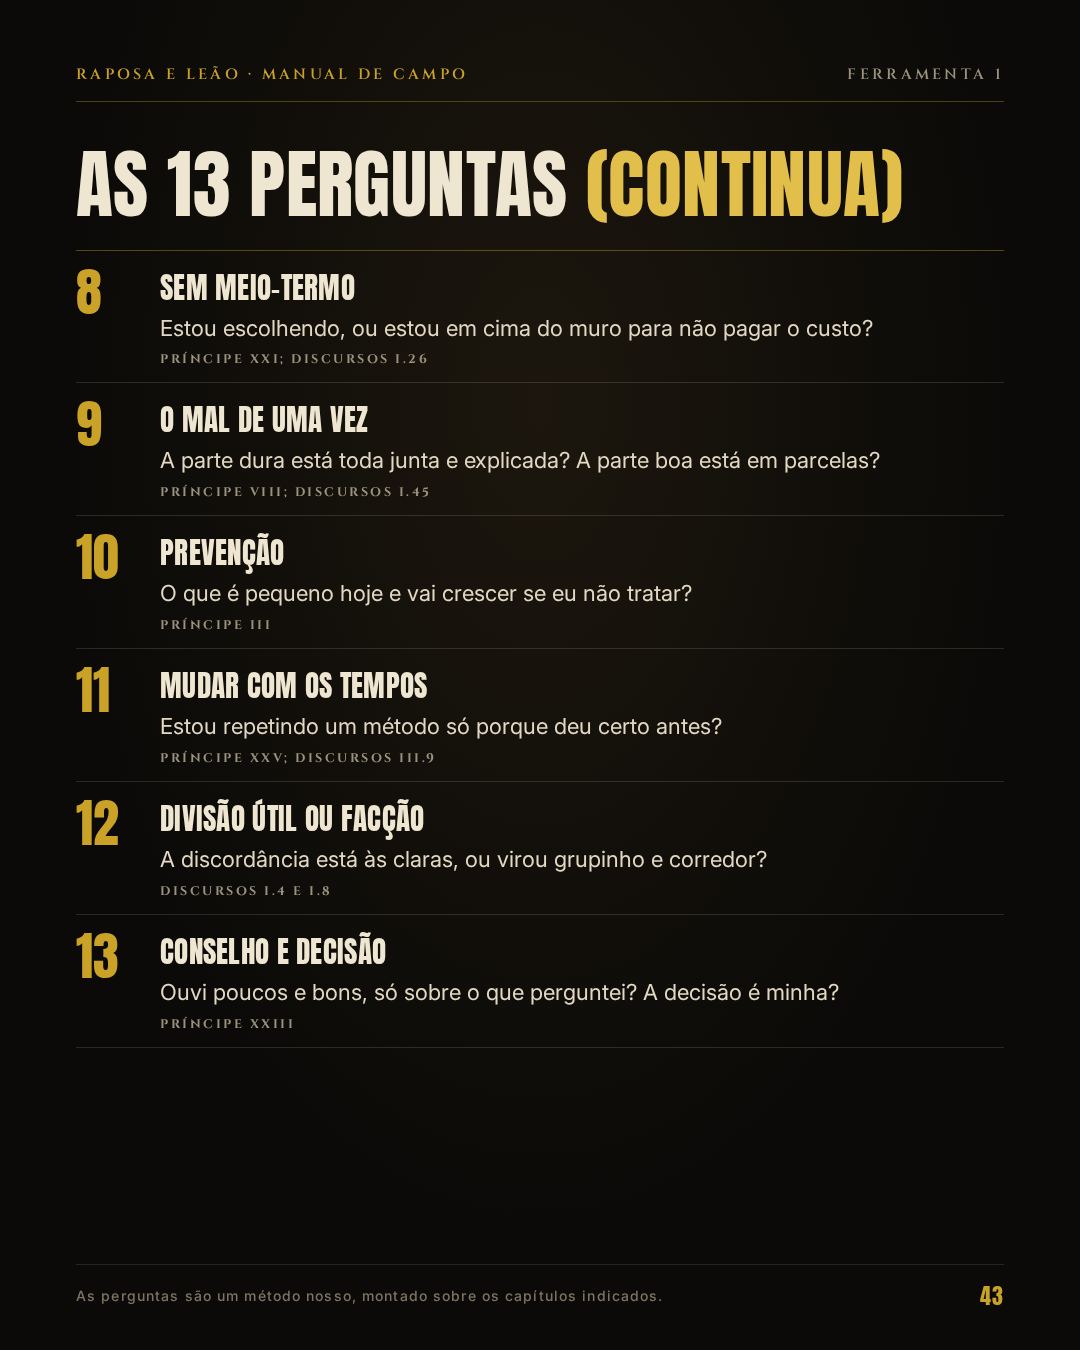 RAPOSA E LEÃO · MANUAL DE CAMPO
FERRAMENTA 1
AS 13 PERGUNTAS (CONTINUA)
8
SEM MEIO-TERMO
Estou escolhendo, ou estou em cima do muro para não pagar o custo?
PRÍNCIPE XXI; DISCURSOS I.26
9
O MAL DE UMA VEZ
A parte dura está toda junta e explicada? A parte boa está em parcelas?
PRÍNCIPE VIII; DISCURSOS I.45
10
PREVENÇÃO
O que é pequeno hoje e vai crescer se eu não tratar?
PRÍNCIPE III
11
MUDAR COM OS TEMPOS
Estou repetindo um método só porque deu certo antes?
PRÍNCIPE XXV; DISCURSOS III.9
12
DIVISÃO ÚTIL OU FACÇÃO
A discordância está às claras, ou virou grupinho e corredor?
DISCURSOS I.4 E I.8
13
CONSELHO E DECISÃO
Ouvi poucos e bons, só sobre o que perguntei? A decisão é minha?
PRÍNCIPE XXIII
As perguntas são um método nosso, montado sobre os capítulos indicados.
43